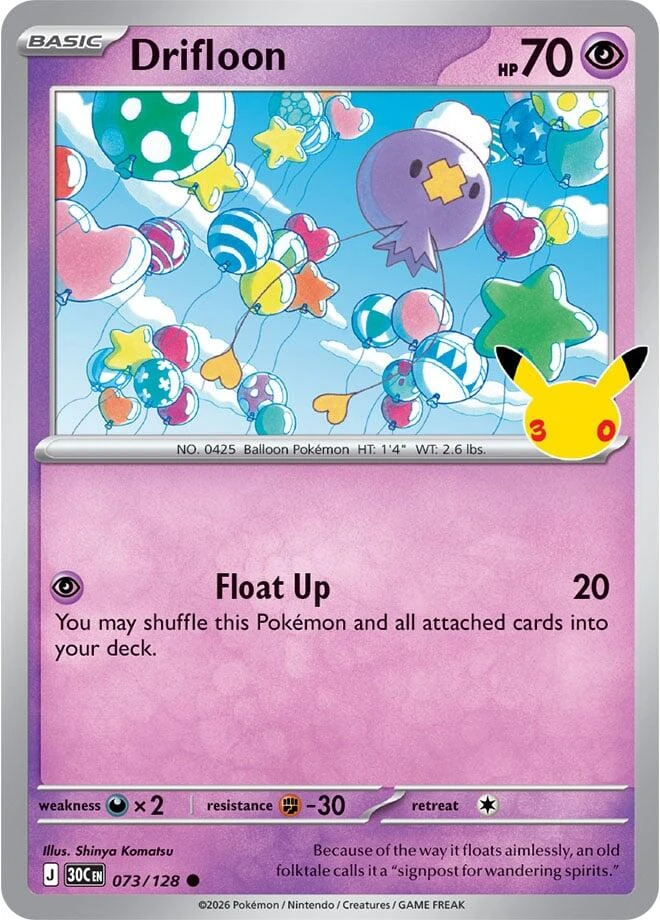 BASIC Drifloon HP 70
30
NO. 0425 Balloon Pokémon HT: 1'4" WT: 2.6 lbs.
Float Up 20
You may shuffle this Pokémon and all attached cards into
your deck.
weakness ×2 resistance -30 retreat
Illus. Shinya Komatsu
Because of the way it floats aimlessly, an old
folktale calls it a "signpost for wandering spirits."
J 30C EN 073/128
©2026 Pokémon / Nintendo / Creatures / GAME FREAK